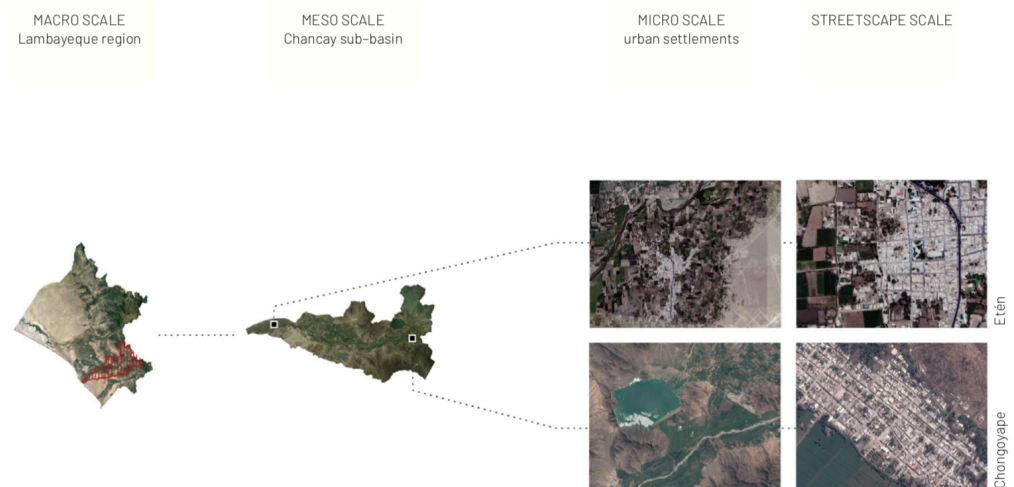 MACRO SCALE
Lambayeque region
MESO SCALE
Chancay sub-basin
MICRO SCALE
urban settlements
STREETSCAPE SCALE
Etén
Chongoyape